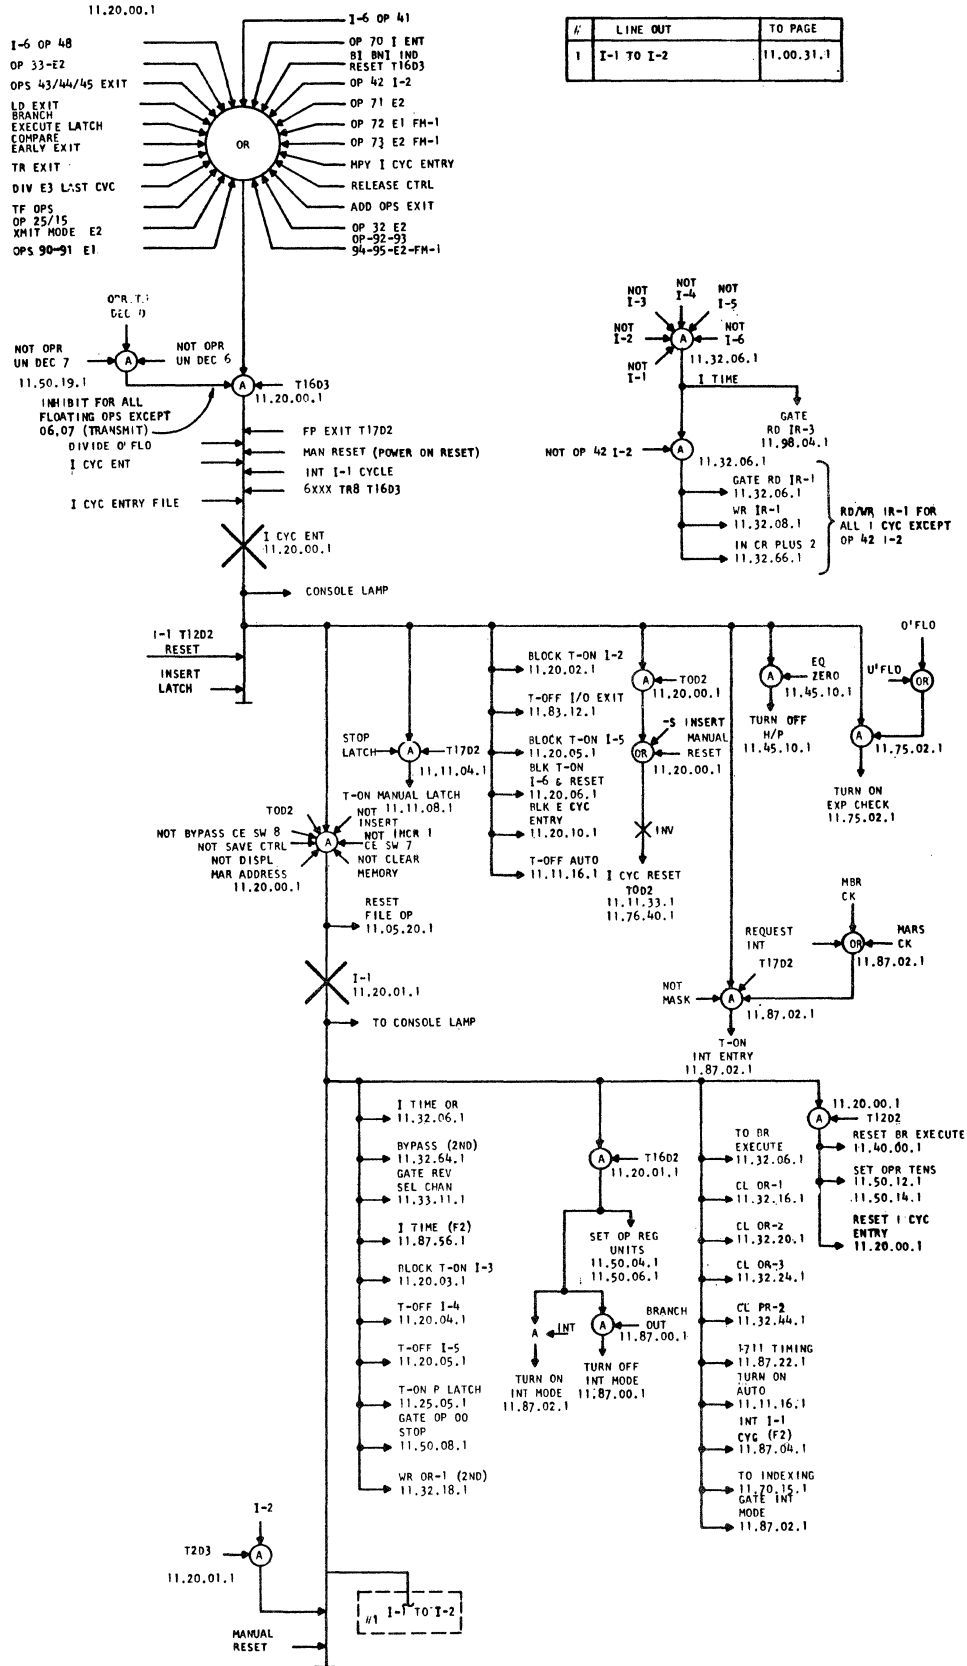 11.20.00.1
I-6 OP 41
I-6 OP 48
OP 70 I ENT
OP 33-E2
BI BNI IND
RESET T16D3
OPS 43/44/45 EXIT
OP 42 I-2
LD EXIT
OP 71 E2
BRANCH
EXECUTE LATCH
OP 72 E1 FM-1
COMPARE
EARLY EXIT
OR
OP 73 E2 FM-1
TR EXIT
MPY I CYC ENTRY
DIV E3 LAST CVC
RELEASE CTRL
TF OPS
ADD OPS EXIT
OP 25/15
XMIT MODE E2
OP 32 E2
OPS 90-91 E1
OP-92-93
94-95-E2-FM-1
# LINE OUT TO PAGE
1 I-1 TO I-2 11.00.31.1
NOT OPR
UN DEC 7
A
NOT OPR
UN DEC 6
11.50.19.1
A
T16D3
11.20.00.1
INHIBIT FOR ALL
FLOATING OPS EXCEPT
06,07 (TRANSMIT)
DIVIDE O'FLO
FP EXIT T17D2
MAN RESET (POWER ON RESET)
I CYC ENT
INT I-1 CYCLE
6XXX TR8 T16D3
I CYC ENTRY FILE
I CYC ENT
11.20.00.1
CONSOLE LAMP
NOT
I-3
NOT
I-4
NOT
I-5
NOT
I-2
A
NOT
I-6
NOT
I-1
11.32.06.1
I TIME
GATE
RD IR-3
11.98.04.1
NOT OP 42 I-2
A
11.32.06.1
GATE RD IR-1
11.32.06.1
WR IR-1
11.32.08.1
IN CR PLUS 2
11.32.66.1
RD/WR IR-1 FOR
ALL I CYC EXCEPT
OP 42 I-2
I-1 T12D2
RESET
INSERT
LATCH
STOP
LATCH
A
T17D2
11.11.04.1
T-ON MANUAL LATCH
11.11.08.1
BLOCK T-ON I-2
11.20.02.1
T-OFF I/O EXIT
11.83.12.1
BLOCK T-ON I-5
11.20.05.1
BLK T-ON
I-6 & RESET
11.20.06.1
BLK E CYC
ENTRY
11.20.10.1
T-OFF AUTO
11.11.16.1
A
TOD2
11.20.00.1
-S INSERT
OR
MANUAL
RESET
11.20.00.1
INV
I CYC RESET
TOD2
11.11.33.1
11.76.40.1
A
EQ
ZERO
11.45.10.1
TURN OFF
H/P
11.45.10.1
O'FLO
U'FLO
OR
A
11.75.02.1
TURN ON
EXP CHECK
11.75.02.1
TOD2
NOT
INSERT
NOT BYPASS CE SW 8
NOT INCR 1
CE SW 7
NOT SAVE CTRL
A
NOT DISPL
MAR ADDRESS
11.20.00.1
NOT CLEAR
MEMORY
RESET
FILE OP
11.05.20.1
I-1
11.20.01.1
TO CONSOLE LAMP
MBR
CK
REQUEST
INT
OR
MARS
CK
11.87.02.1
T17D2
NOT
MASK
A
11.87.02.1
T-ON
INT ENTRY
11.87.02.1
I TIME OR
11.32.06.1
BYPASS (2ND)
11.32.64.1
GATE REV
SEL CHAN
11.33.11.1
I TIME (F2)
11.87.56.1
BLOCK T-ON I-3
11.20.03.1
T-OFF I-4
11.20.04.1
T-OFF I-5
11.20.05.1
T-ON P LATCH
11.25.05.1
GATE OP 00
STOP
11.50.08.1
WR OR-1 (2ND)
11.32.18.1
A
T16D2
11.20.01.1
SET OP REG
UNITS
11.50.04.1
11.50.06.1
A
INT
TURN ON
INT MODE
11.87.02.1
A
BRANCH
OUT
11.87.00.1
TURN OFF
INT MODE
11.87.00.1
TO BR
EXECUTE
11.32.06.1
CL OR-1
11.32.16.1
CL OR-2
11.32.20.1
CL OR-3
11.32.24.1
CL PR-2
11.32.44.1
1711 TIMING
11.87.22.1
TURN ON
AUTO
11.11.16.1
INT I-1
CYC (F2)
11.87.04.1
TO INDEXING
11.70.15.1
GATE INT
MODE
11.87.02.1
11.20.00.1
A
T12D2
RESET BR EXECUTE
11.40.00.1
SET OPR TENS
11.50.12.1
11.50.14.1
RESET I CYC
ENTRY
11.20.00.1
I-2
T2D3
A
11.20.01.1
#1 I-1 TO I-2
MANUAL
RESET